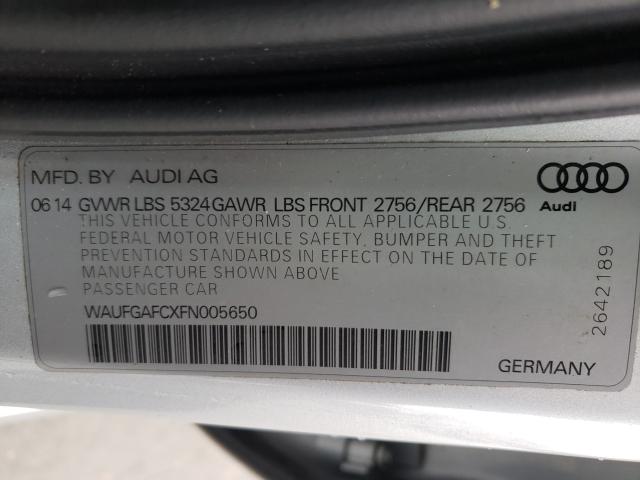 MFD. BY AUDI AG
06 14 GVWR LBS 5324 GAWR LBS FRONT 2756/REAR 2756
Audi
THIS VEHICLE CONFORMS TO ALL APPLICABLE U.S.
FEDERAL MOTOR VEHICLE SAFETY, BUMPER AND THEFT
PREVENTION STANDARDS IN EFFECT ON THE DATE OF
MANUFACTURE SHOWN ABOVE
PASSENGER CAR
WAUFGAFCXFN005650
GERMANY
2642189